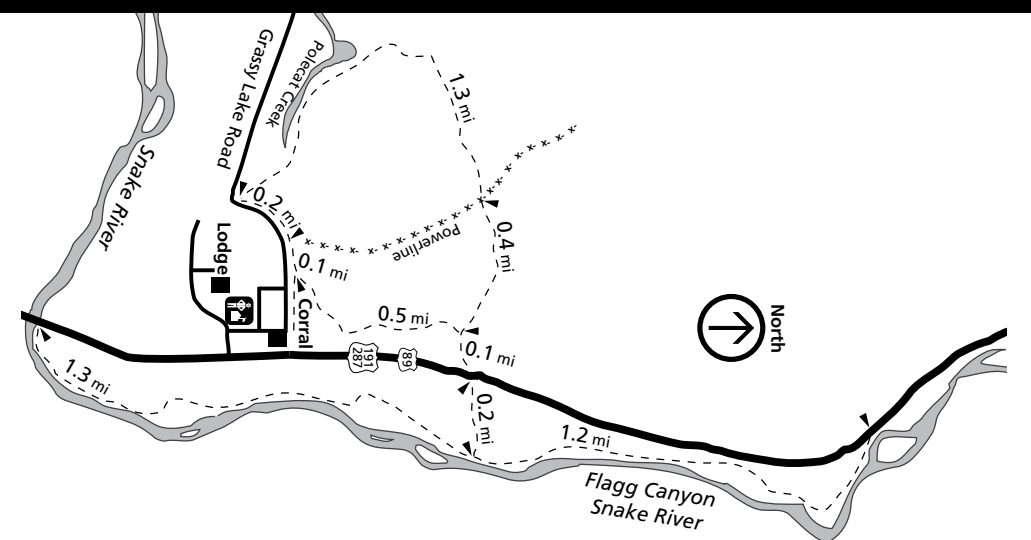 Grassy Lake Road
Polecat Creek
1.3 mi
Snake River
0.2 mi
Powerline
0.4 mi
Lodge
0.1 mi
Corral
0.5 mi
North
0.1 mi
191
287
89
1.3 mi
0.2 mi
1.2 mi
Flagg Canyon
Snake River